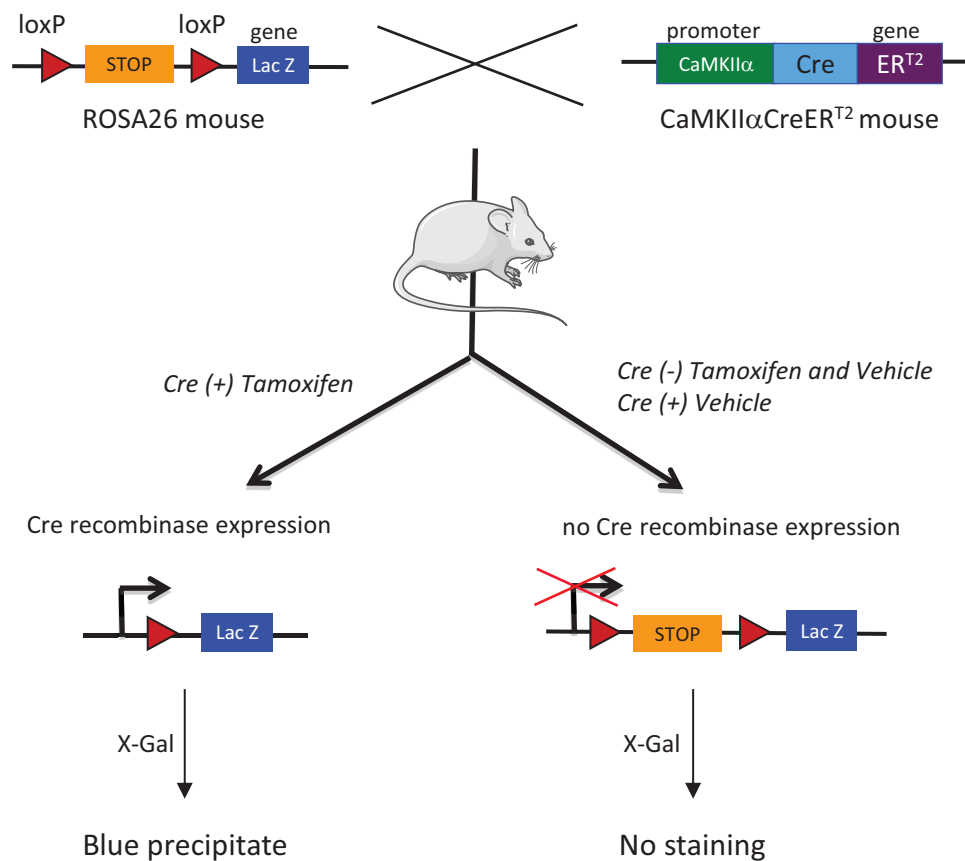 loxP loxP gene promoter gene
STOP Lac Z CaMKIIα Cre ER^T2
ROSA26 mouse CaMKIIαCreER^T2 mouse
Cre (+) Tamoxifen
Cre (-) Tamoxifen and Vehicle
Cre (+) Vehicle
Cre recombinase expression
no Cre recombinase expression
Lac Z
STOP Lac Z
X-Gal X-Gal
Blue precipitate No staining